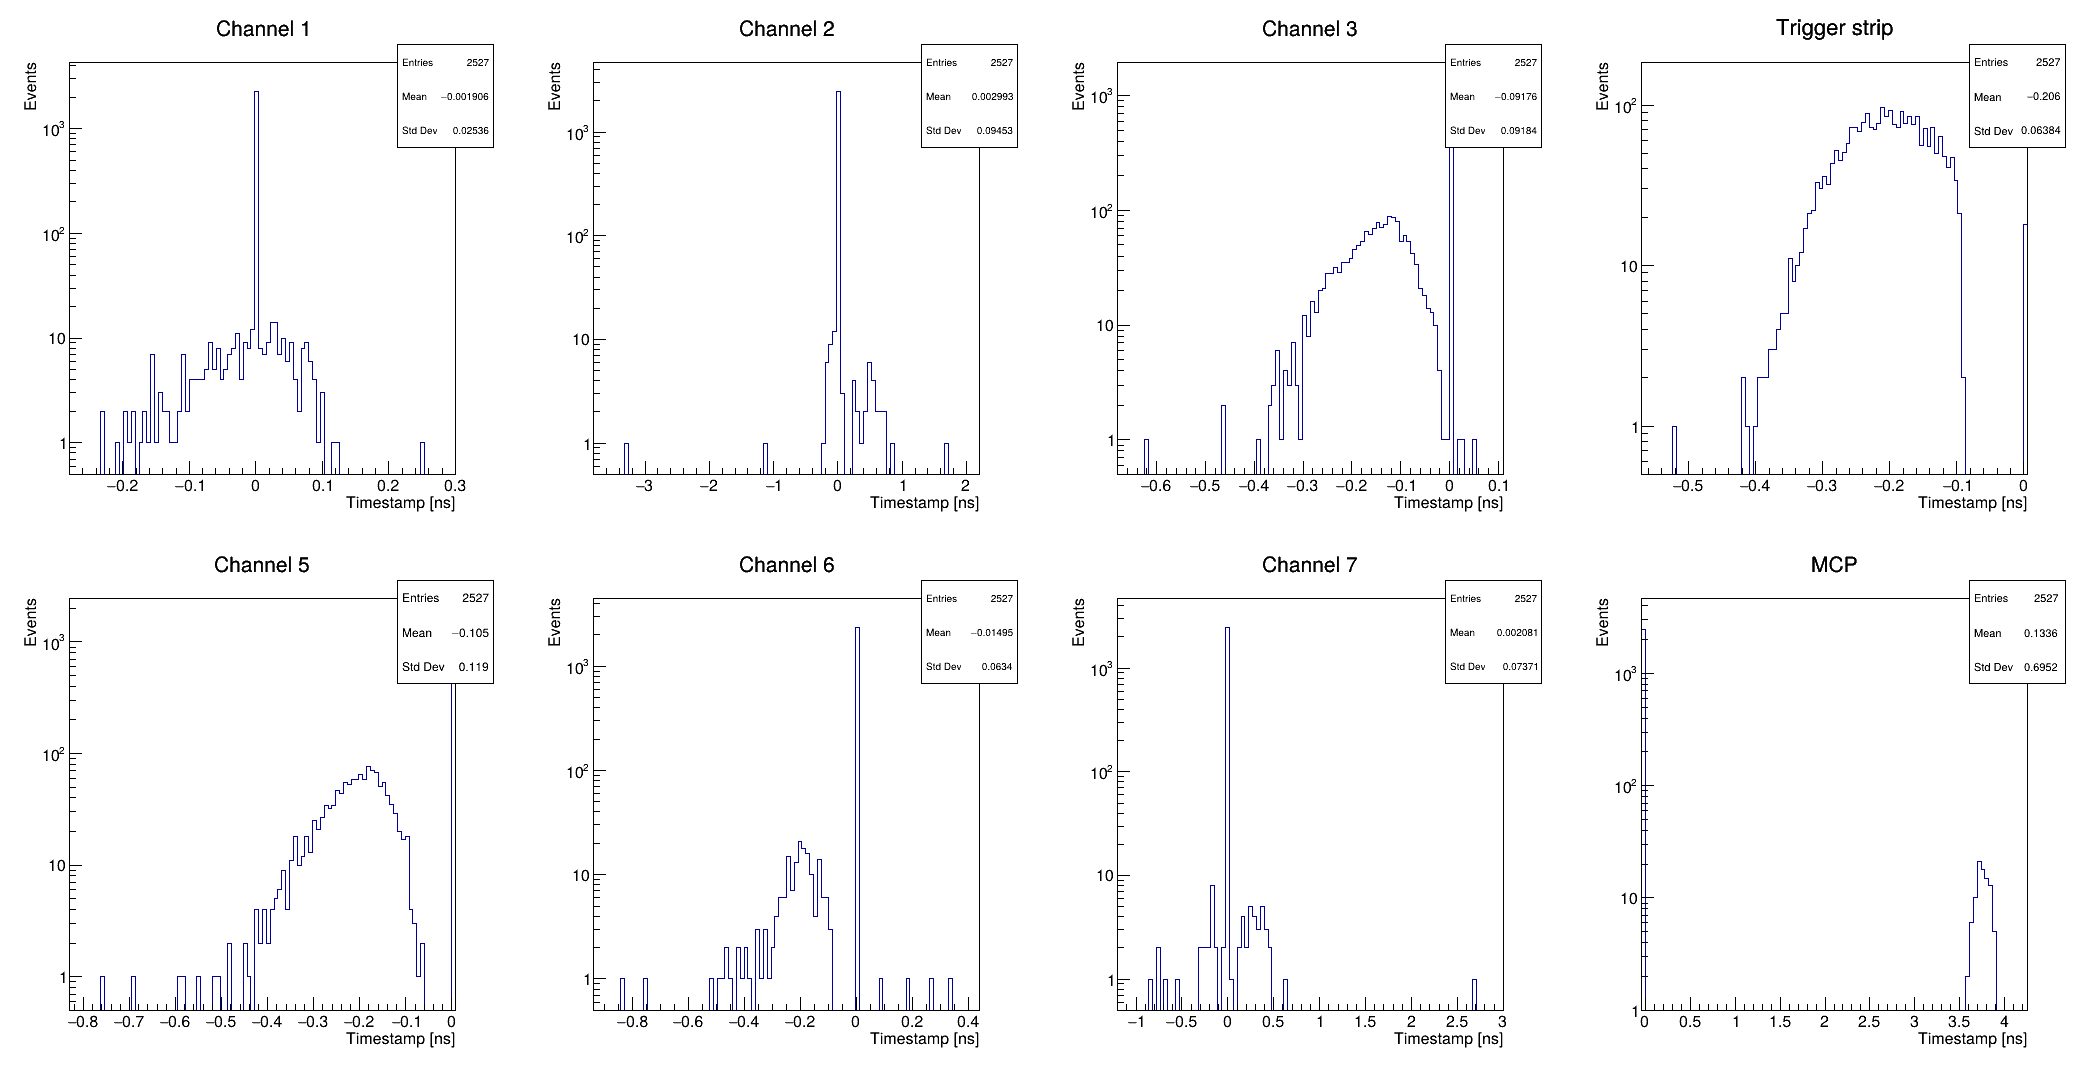 Channel 1
Events
Entries 2527
Mean −0.001906
Std Dev 0.02536
10³
10²
10
1
−0.2 −0.1 0 0.1 0.2 0.3
Timestamp [ns]
Channel 2
Events
Entries 2527
Mean 0.002993
Std Dev 0.09453
10³
10²
10
1
−3 −2 −1 0 1 2
Timestamp [ns]
Channel 3
Events
Entries 2527
Mean −0.09176
Std Dev 0.09184
10³
10²
10
1
−0.6 −0.5 −0.4 −0.3 −0.2 −0.1 0 0.1
Timestamp [ns]
Trigger strip
Events
Entries 2527
Mean −0.206
Std Dev 0.06384
10²
10
1
−0.5 −0.4 −0.3 −0.2 −0.1 0
Timestamp [ns]
Channel 5
Events
Entries 2527
Mean −0.105
Std Dev 0.119
10³
10²
10
1
−0.8 −0.7 −0.6 −0.5 −0.4 −0.3 −0.2 −0.1 0
Timestamp [ns]
Channel 6
Events
Entries 2527
Mean −0.01495
Std Dev 0.0634
10³
10²
10
1
−0.8 −0.6 −0.4 −0.2 0 0.2 0.4
Timestamp [ns]
Channel 7
Events
Entries 2527
Mean 0.002081
Std Dev 0.07371
10³
10²
10
1
−1 −0.5 0 0.5 1 1.5 2 2.5 3
Timestamp [ns]
MCP
Events
Entries 2527
Mean 0.1336
Std Dev 0.6952
10³
10²
10
1
0 0.5 1 1.5 2 2.5 3 3.5 4
Timestamp [ns]